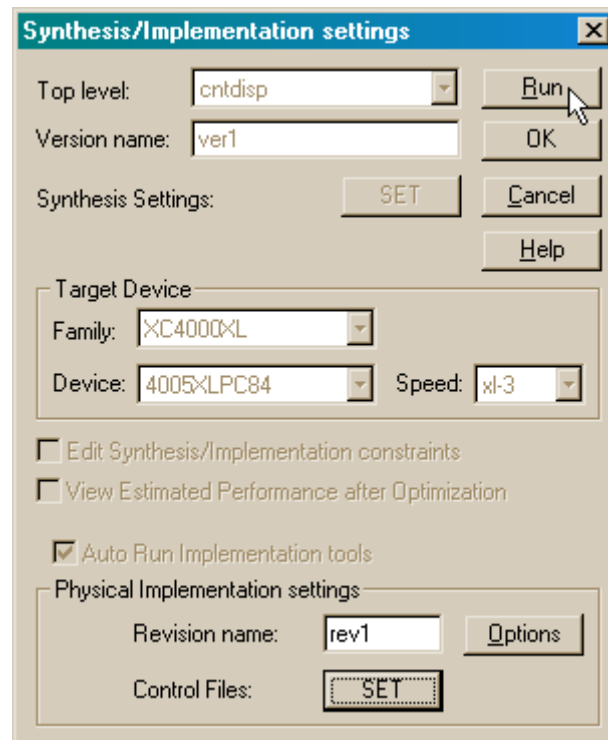 Synthesis/Implementation settings
Top level: cntdisp Run
Version name: ver1 OK
Synthesis Settings: SET Cancel
Help
Target Device
Family: XC4000XL
Device: 4005XLPC84 Speed: xl-3
Edit Synthesis/Implementation constraints
View Estimated Performance after Optimization
Auto Run Implementation tools
Physical Implementation settings
Revision name: rev1 Options
Control Files: SET